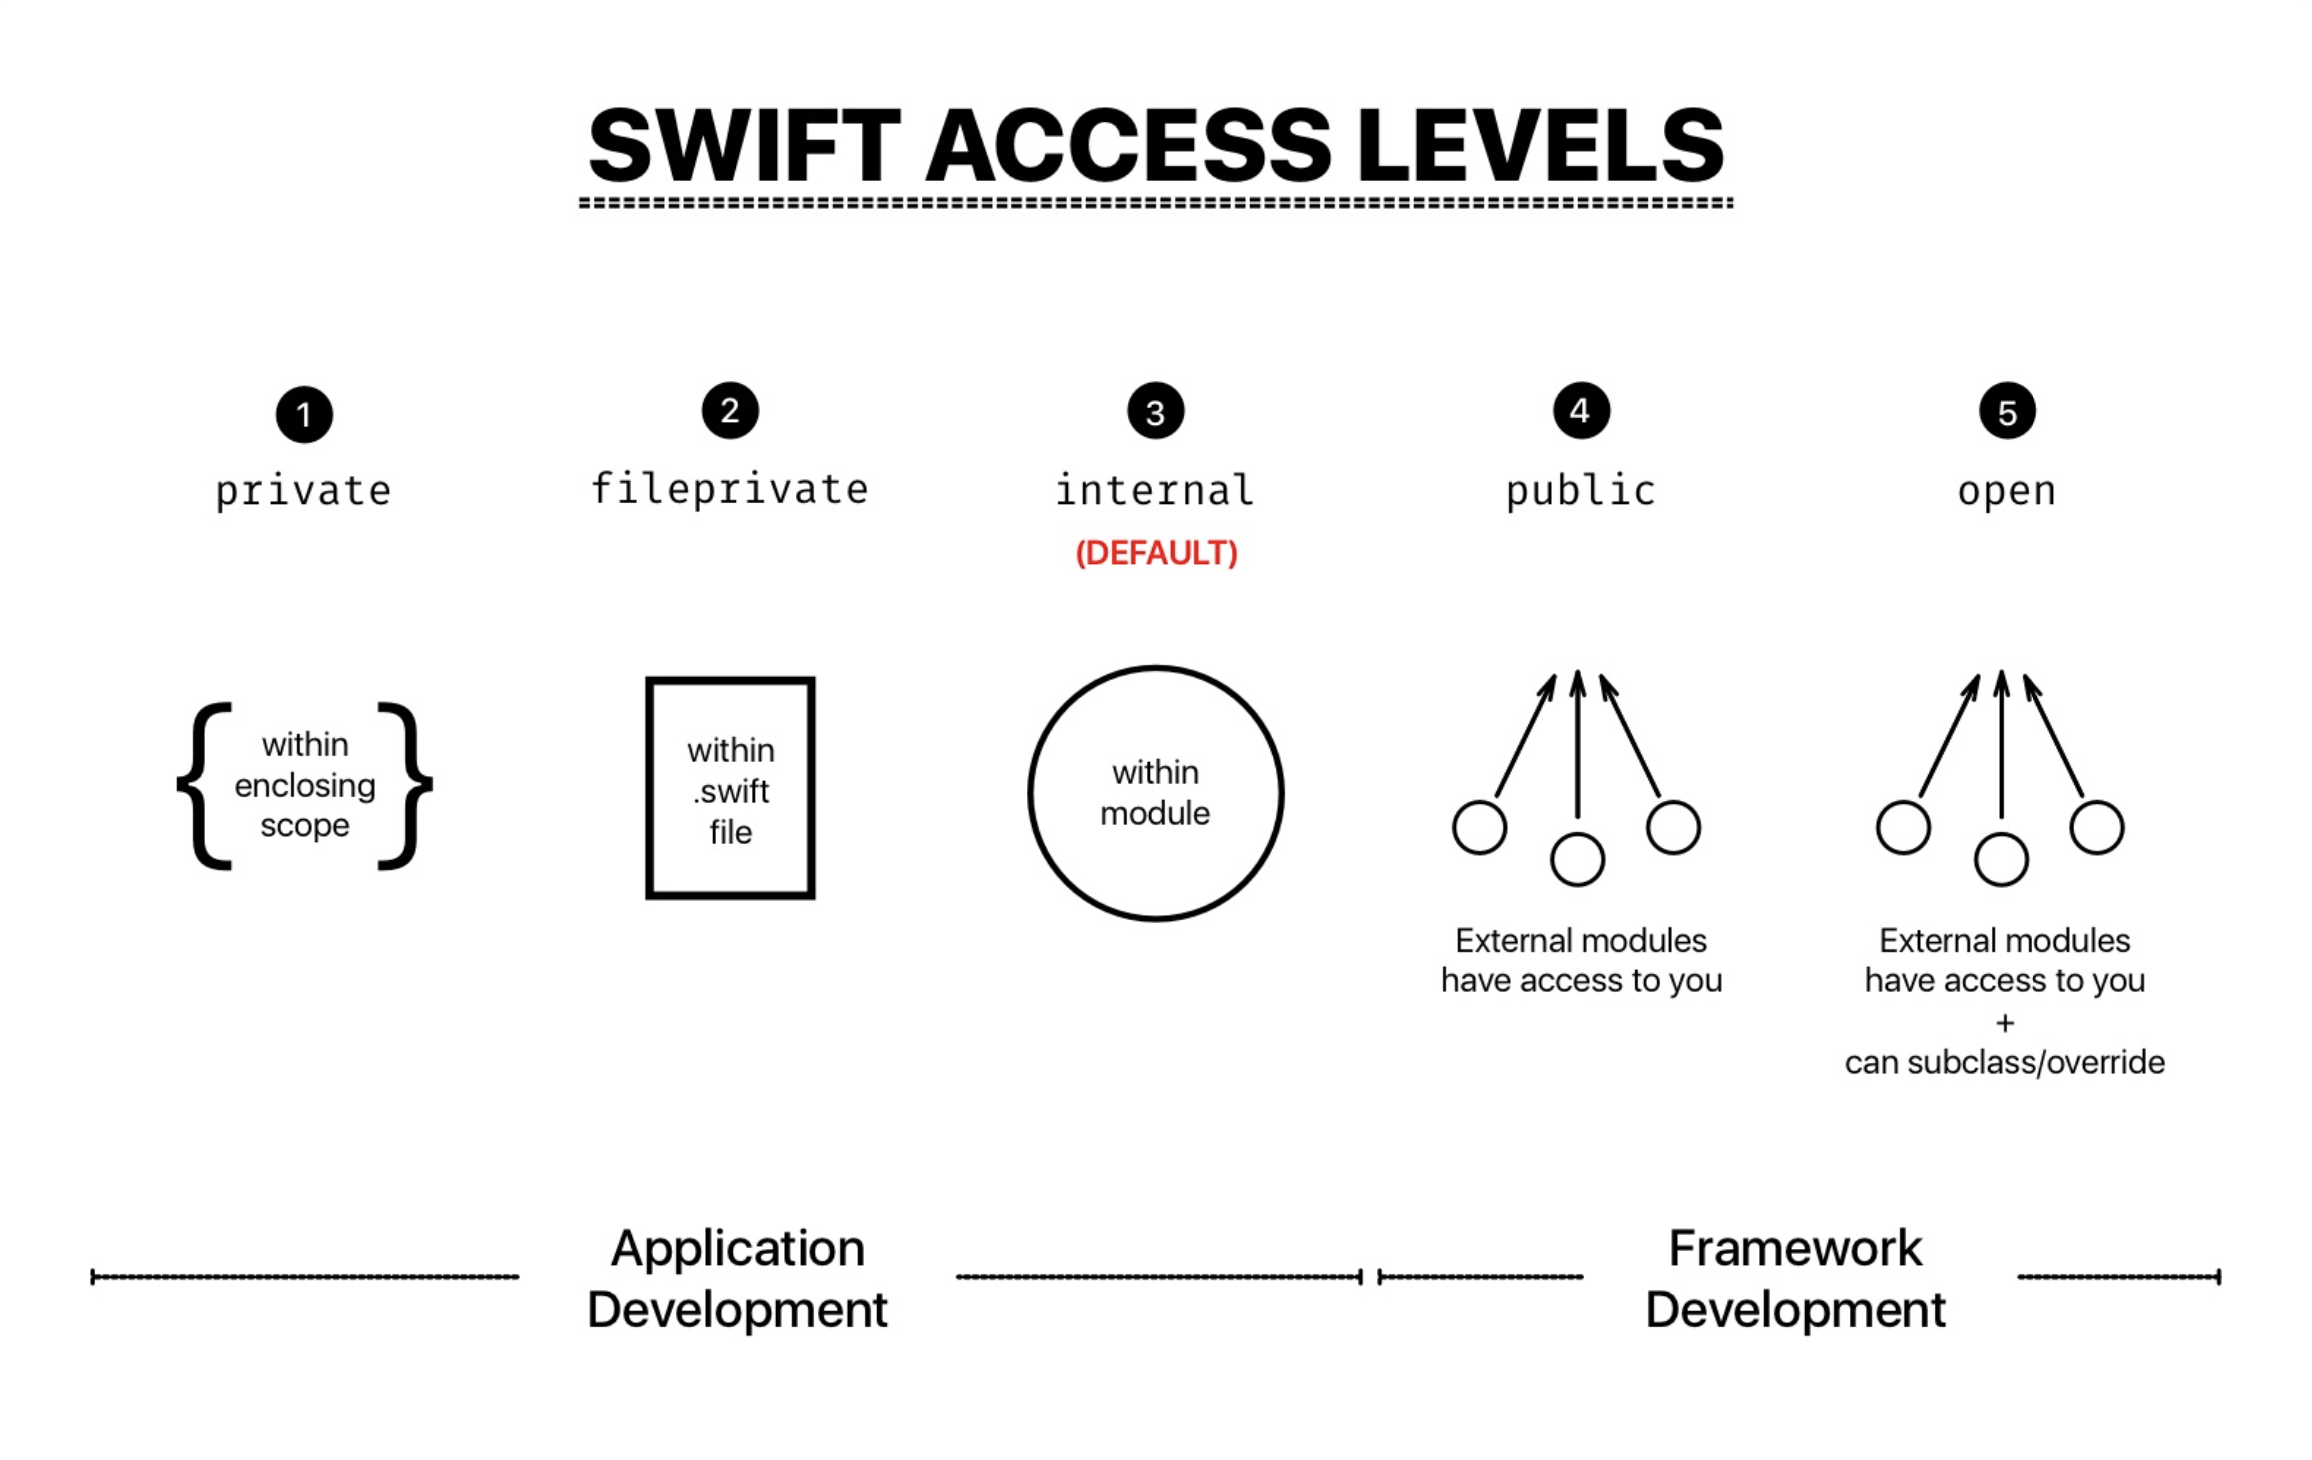 SWIFT ACCESS LEVELS
1
private
2
fileprivate
3
internal
(DEFAULT)
4
public
5
open
within
enclosing
scope
within
.swift
file
within
module
External modules
have access to you
External modules
have access to you
+
can subclass/override
Application
Development
Framework
Development